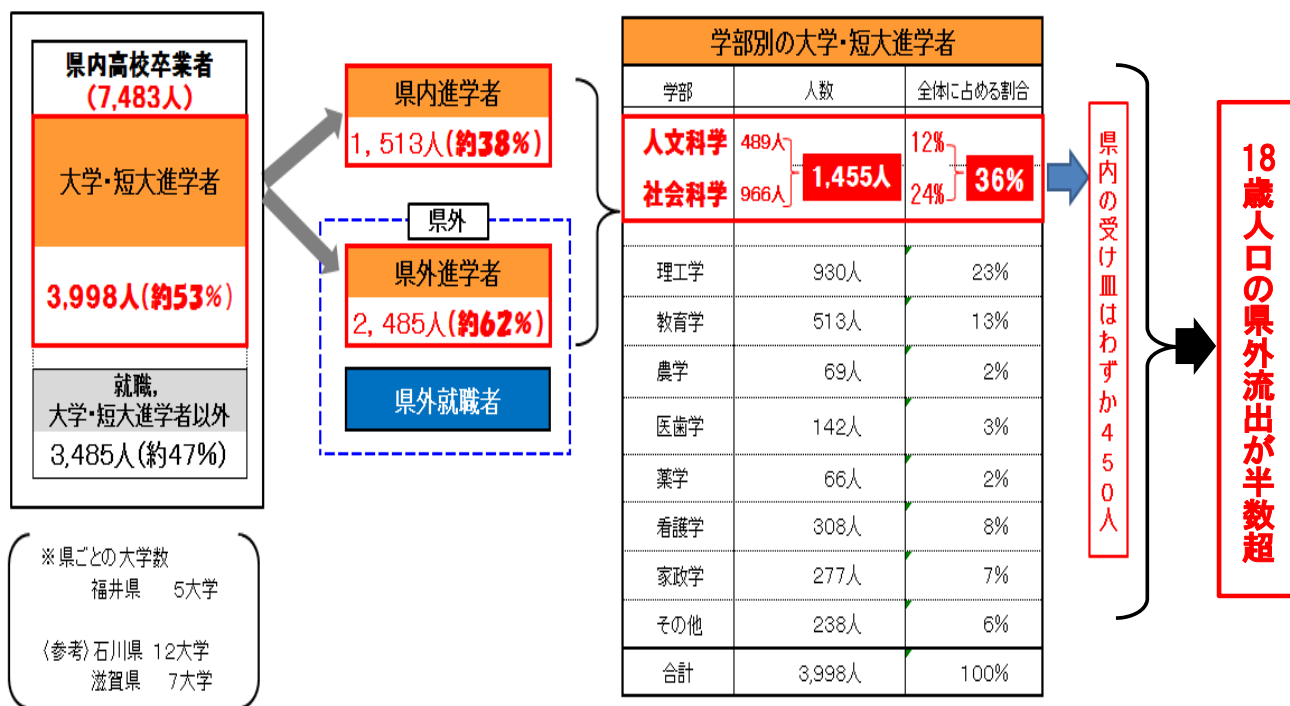 県内高校卒業者
(7,483人)
大学・短大進学者
3,998人(約53%)
就職,
大学・短大進学者以外
3,485人(約47%)
※県ごとの大学数
福井県 5大学
〈参考〉石川県 12大学
滋賀県 7大学
県内進学者
1,513人(約38%)
県外
県外進学者
2,485人(約62%)
県外就職者
学部別の大学・短大進学者
学部 人数 全体に占める割合
人文科学 489人 12%
1,455人 36%
社会科学 966人 24%
理工学 930人 23%
教育学 513人 13%
農学 69人 2%
医歯学 142人 3%
薬学 66人 2%
看護学 308人 8%
家政学 277人 7%
その他 238人 6%
合計 3,998人 100%
県内の受け皿はわずか450人
18歳人口の県外流出が半数超